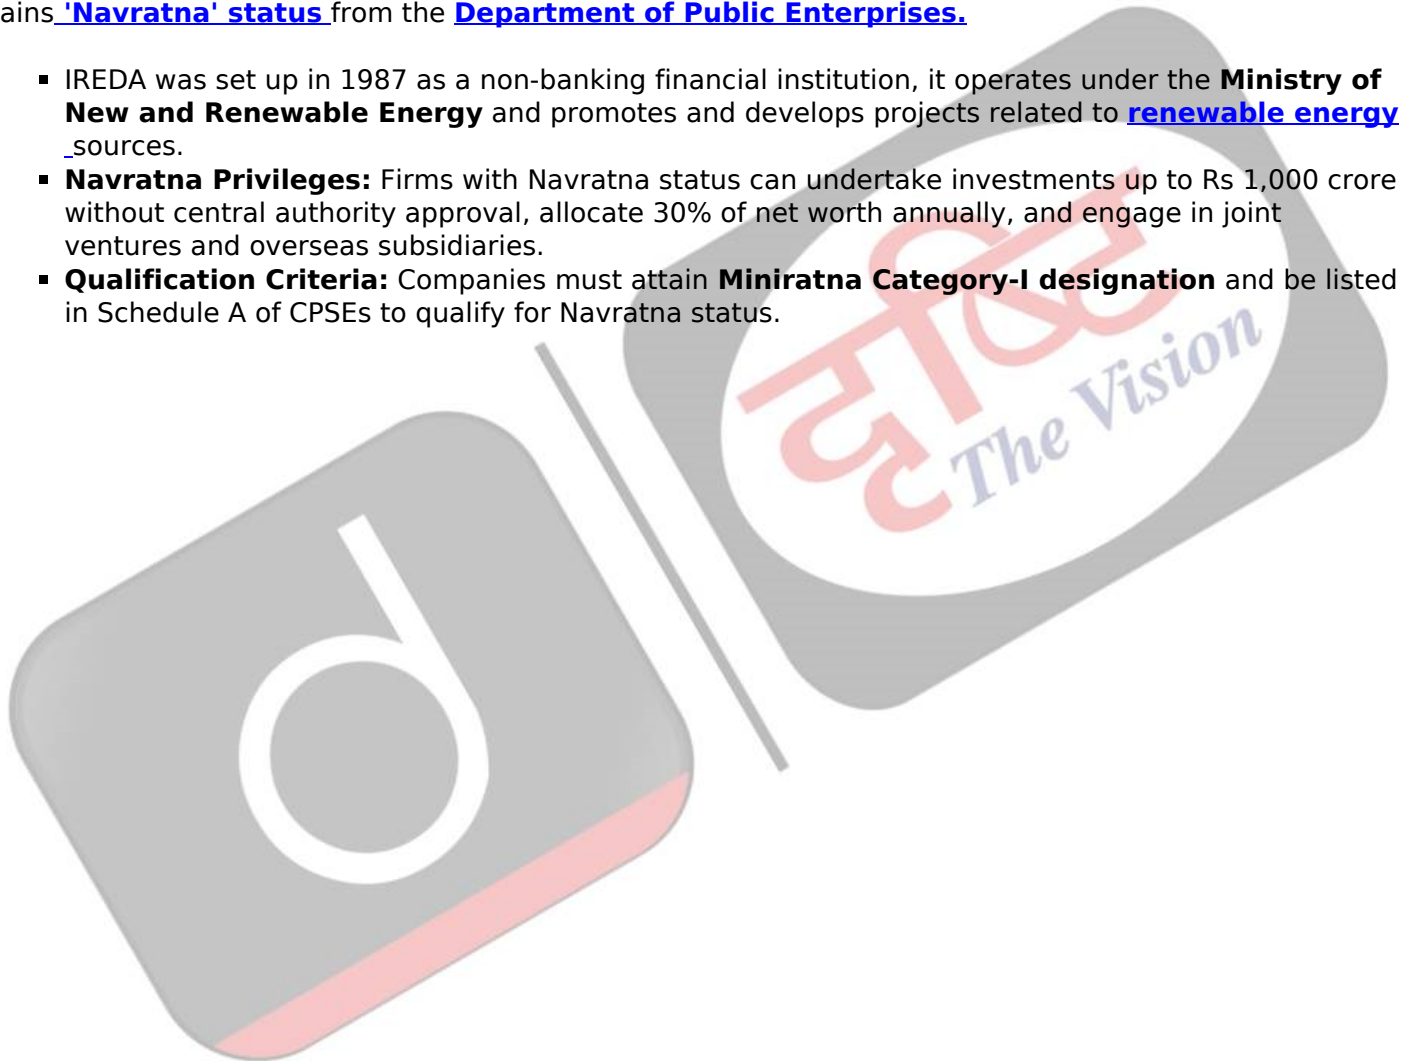 ains 'Navratna' status from the Department of Public Enterprises.
▪ IREDA was set up in 1987 as a non-banking financial institution, it operates under the Ministry of
New and Renewable Energy and promotes and develops projects related to renewable energy
sources.
▪ Navratna Privileges: Firms with Navratna status can undertake investments up to Rs 1,000 crore
without central authority approval, allocate 30% of net worth annually, and engage in joint
ventures and overseas subsidiaries.
▪ Qualification Criteria: Companies must attain Miniratna Category-I designation and be listed
in Schedule A of CPSEs to qualify for Navratna status.
दृष्टि
The Vision
d